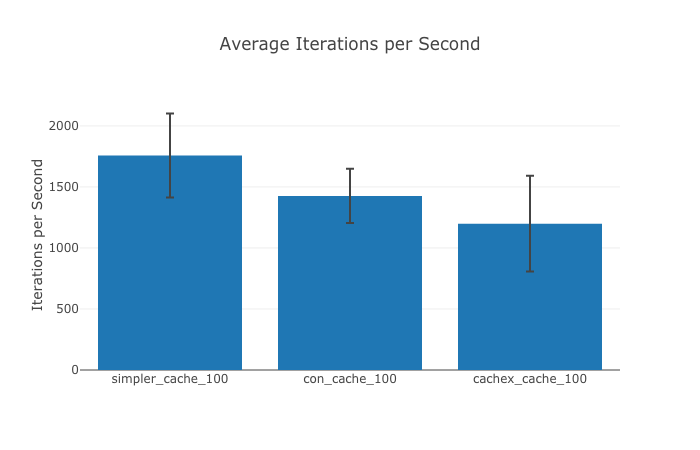 Average Iterations per Second
Iterations per Second
2000
1500
1000
500
0
simpler_cache_100
con_cache_100
cachex_cache_100